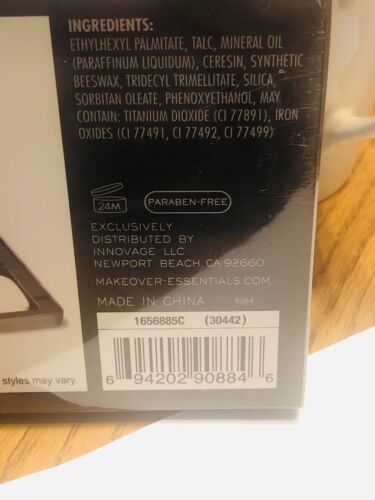 INGREDIENTS:
ETHYLHEXYL PALMITATE, TALC, MINERAL OIL
(PARAFFINUM LIQUIDUM), CERESIN, SYNTHETIC
BEESWAX, TRIDECYL TRIMELLITATE, SILICA,
SORBITAN OLEATE, PHENOXYETHANOL, MAY
CONTAIN: TITANIUM DIOXIDE (CI 77891), IRON
OXIDES (CI 77491, CI 77492, CI 77499)
24M
PARABEN-FREE
EXCLUSIVELY
DISTRIBUTED BY
INNOVAGE LLC
NEWPORT BEACH, CA 92660
MAKEOVER-ESSENTIALS.COM
MADE IN CHINA 8364
1656885C (30442)
6 94202 90884 6
styles may vary.